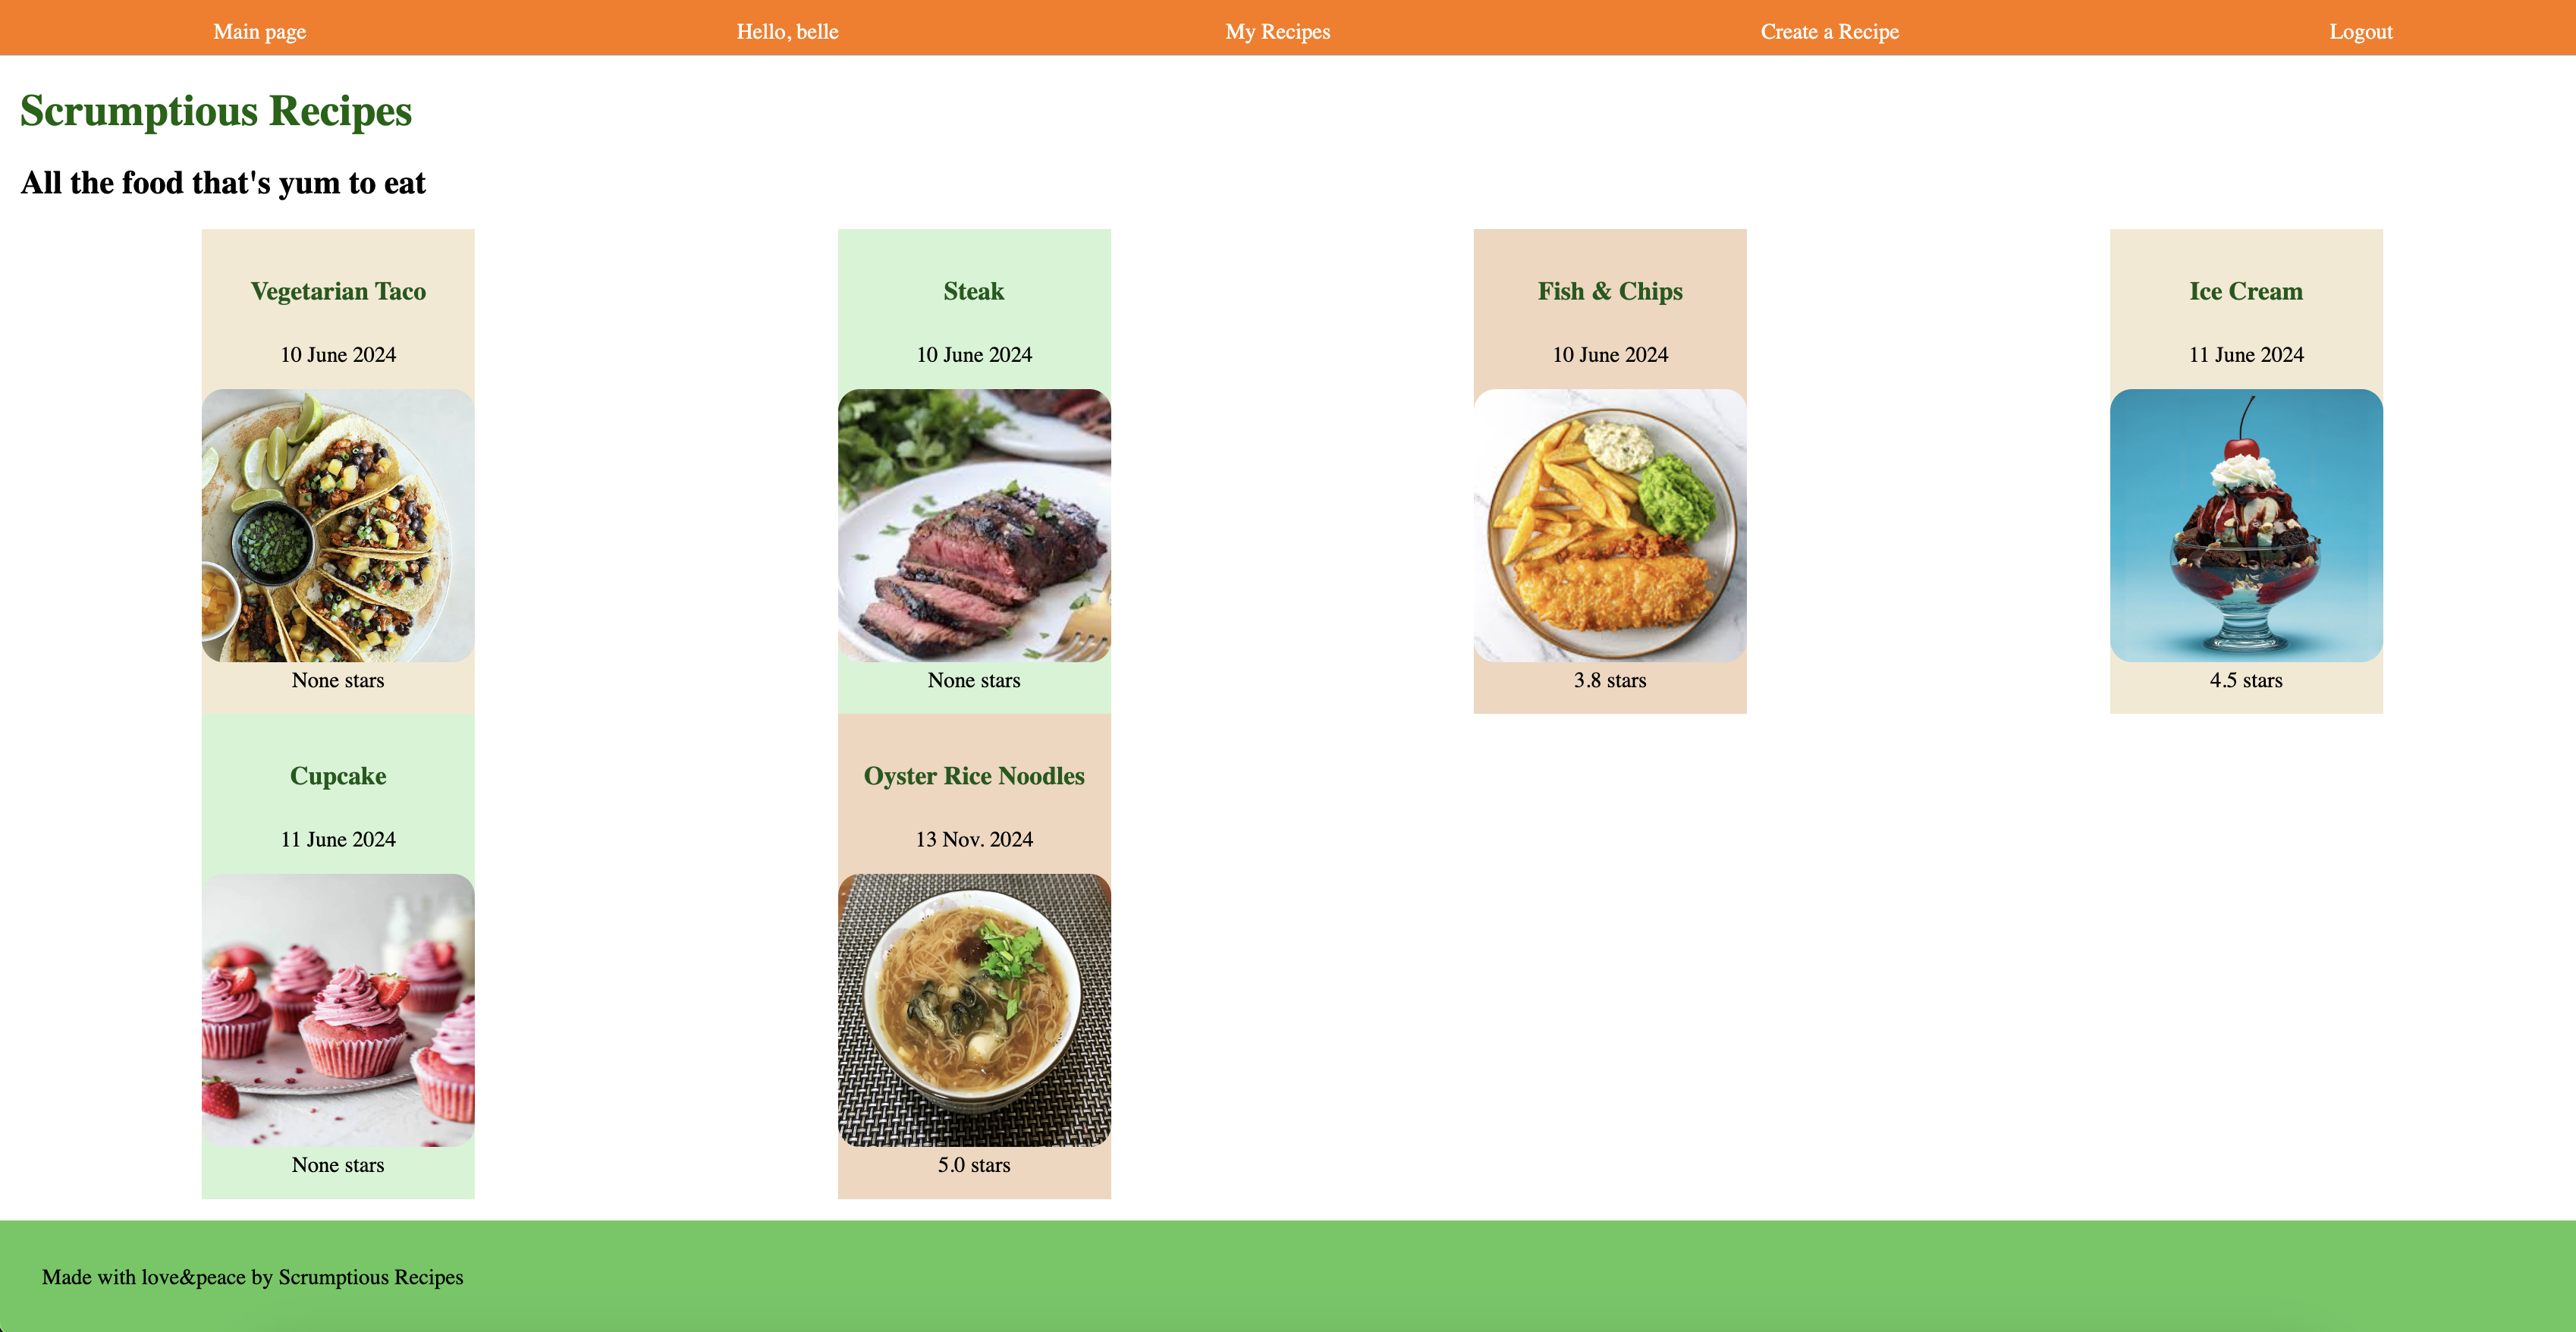 Main page
Hello, belle
My Recipes
Create a Recipe
Logout
Scrumptious Recipes
All the food that's yum to eat
Vegetarian Taco
10 June 2024
None stars
Steak
10 June 2024
None stars
Fish & Chips
10 June 2024
3.8 stars
Ice Cream
11 June 2024
4.5 stars
Cupcake
11 June 2024
None stars
Oyster Rice Noodles
13 Nov. 2024
5.0 stars
Made with love&peace by Scrumptious Recipes